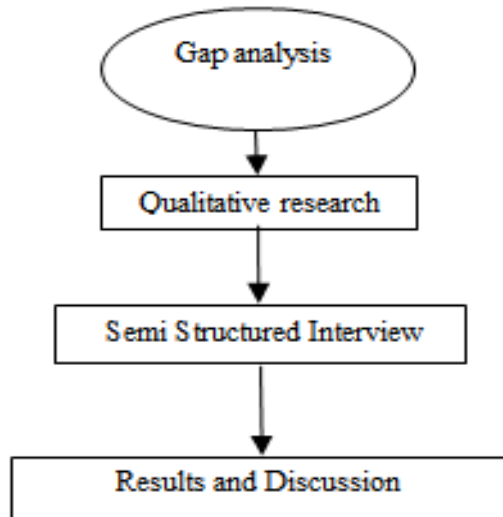 Gap analysis
Qualitative research
Semi Structured Interview
Results and Discussion